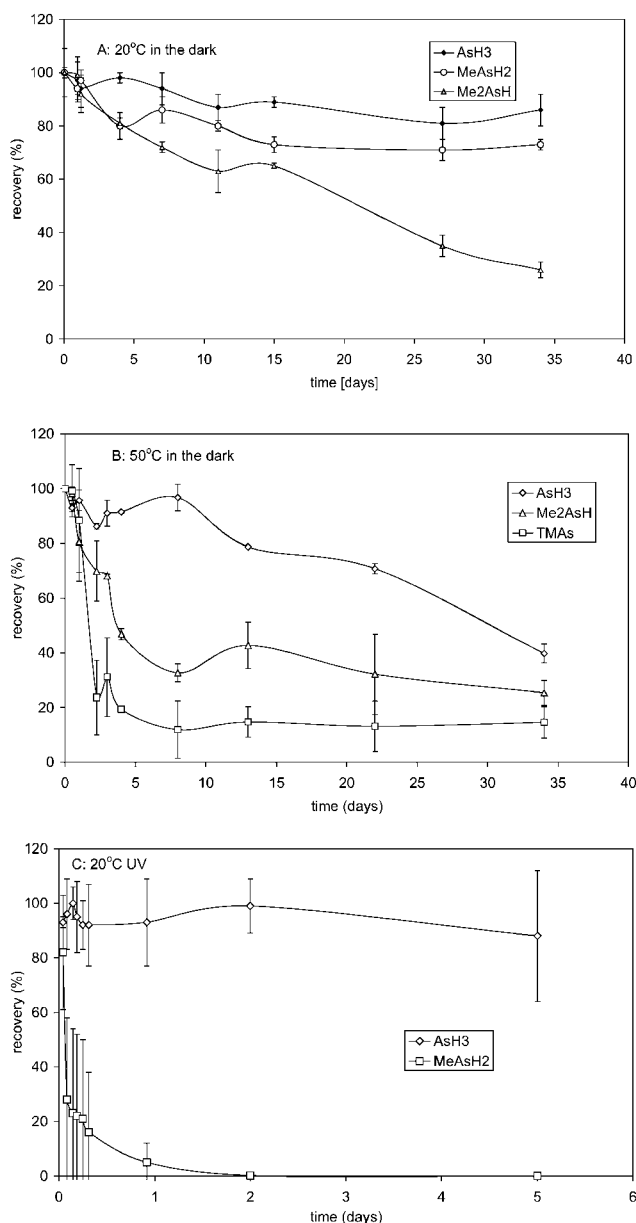 120
A: 20°C in the dark
100
80
60
40
20
0
recovery (%)
AsH3
MeAsH2
Me2AsH
0 5 10 15 20 25 30 35 40
time [days]
120
B: 50°C in the dark
100
80
60
40
20
0
recovery (%)
AsH3
Me2AsH
TMAs
0 5 10 15 20 25 30 35 40
time (days)
120
C: 20°C UV
100
80
60
40
20
0
recovery (%)
AsH3
MeAsH2
0 1 2 3 4 5 6
time (days)